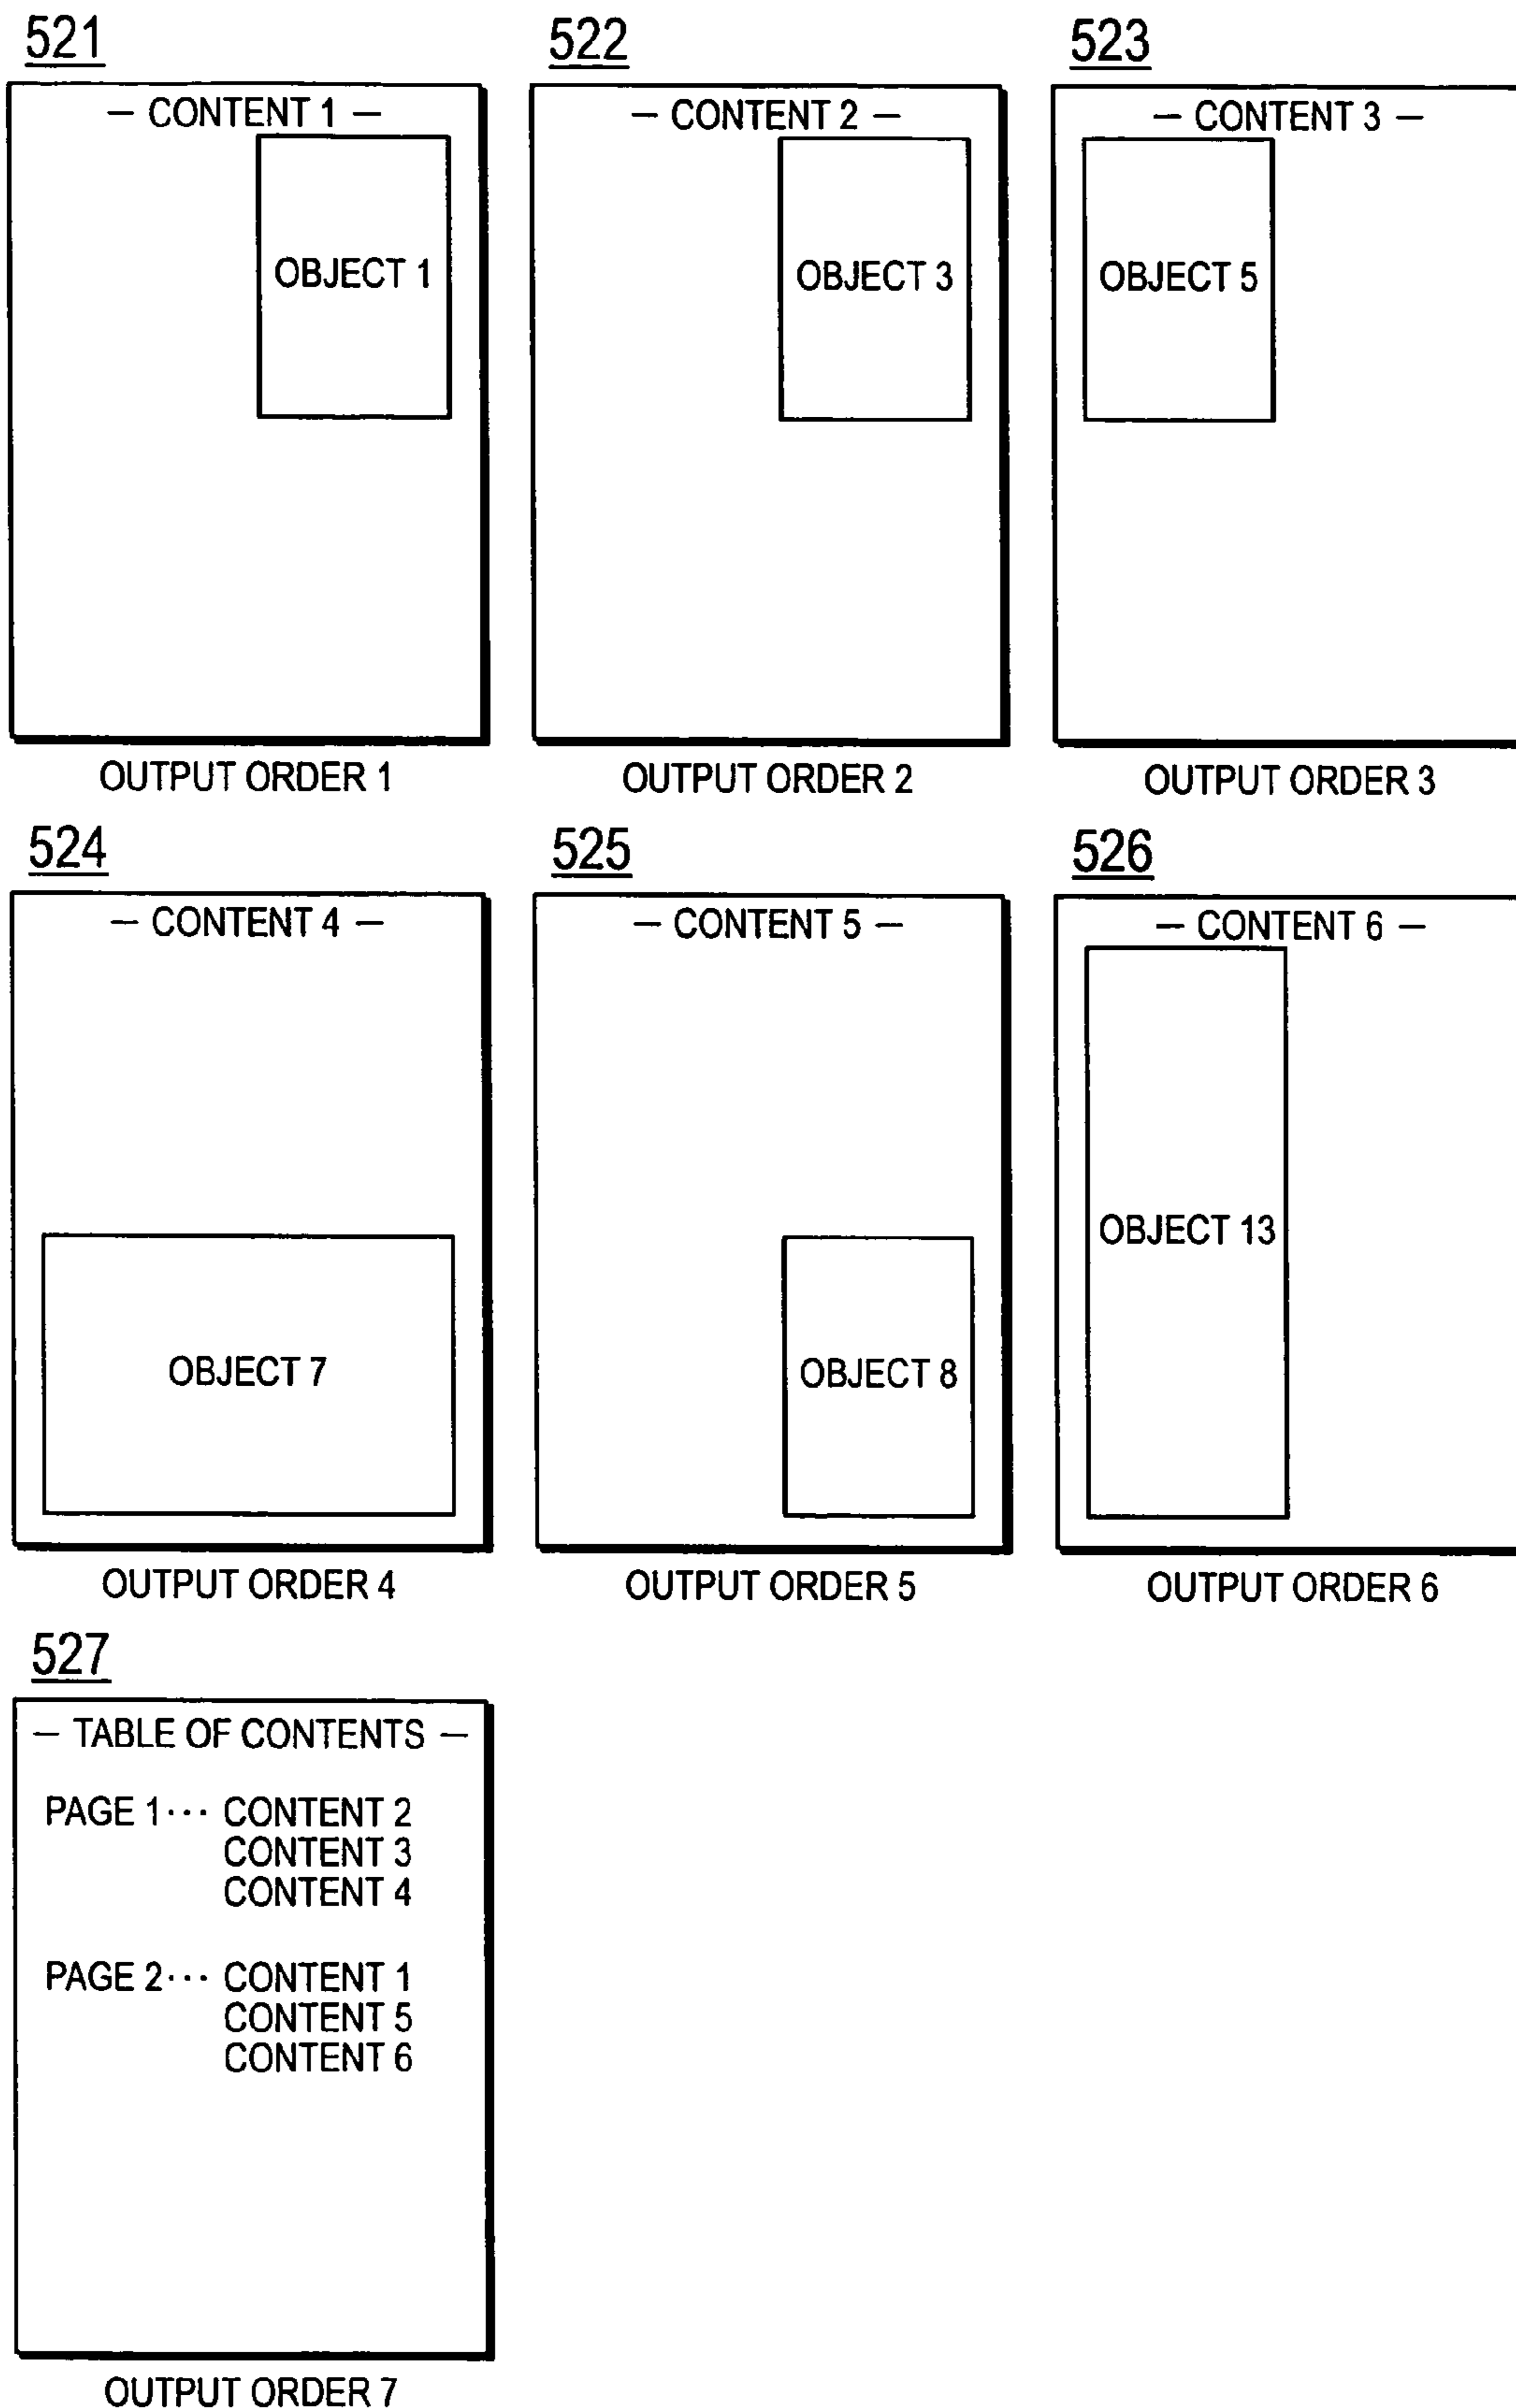 521
— CONTENT 1 —
OBJECT 1
OUTPUT ORDER 1
522
— CONTENT 2 —
OBJECT 3
OUTPUT ORDER 2
523
— CONTENT 3 —
OBJECT 5
OUTPUT ORDER 3
524
— CONTENT 4 —
OBJECT 7
OUTPUT ORDER 4
525
— CONTENT 5 —
OBJECT 8
OUTPUT ORDER 5
526
— CONTENT 6 —
OBJECT 13
OUTPUT ORDER 6
527
— TABLE OF CONTENTS —
PAGE 1··· CONTENT 2
CONTENT 3
CONTENT 4
PAGE 2··· CONTENT 1
CONTENT 5
CONTENT 6
OUTPUT ORDER 7